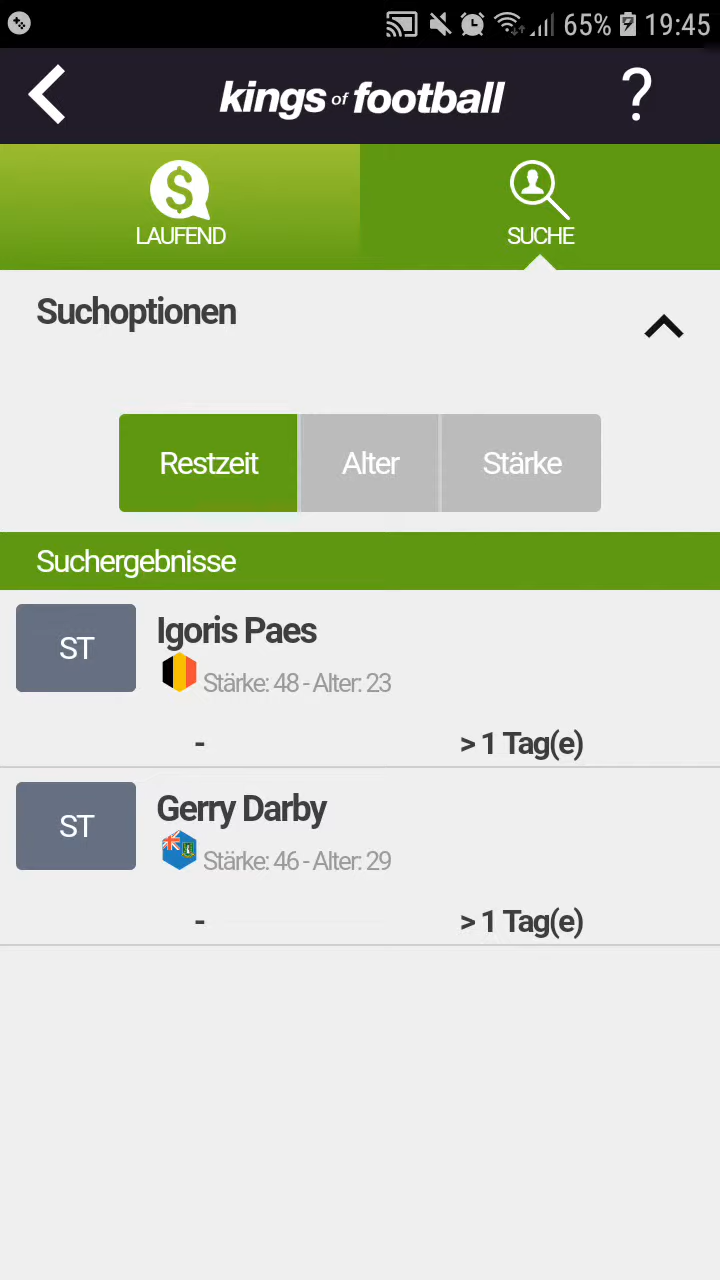 65% 19:45
kings of football ?
LAUFEND SUCHE
Suchoptionen
Restzeit Alter Stärke
Suchergebnisse
ST Igoris Paes
Stärke: 48 - Alter: 23
- > 1 Tag(e)
ST Gerry Darby
Stärke: 46 - Alter: 29
- > 1 Tag(e)